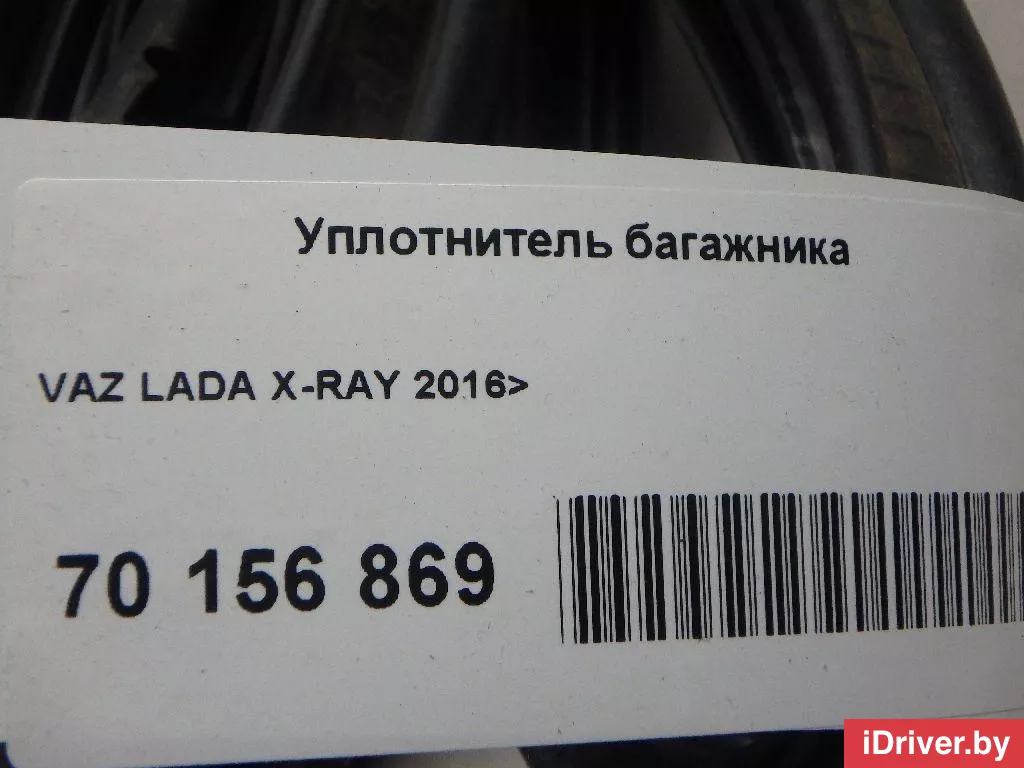 Уплотнитель багажника
VAZ LADA X-RAY 2016>
70 156 869
iDriver.by